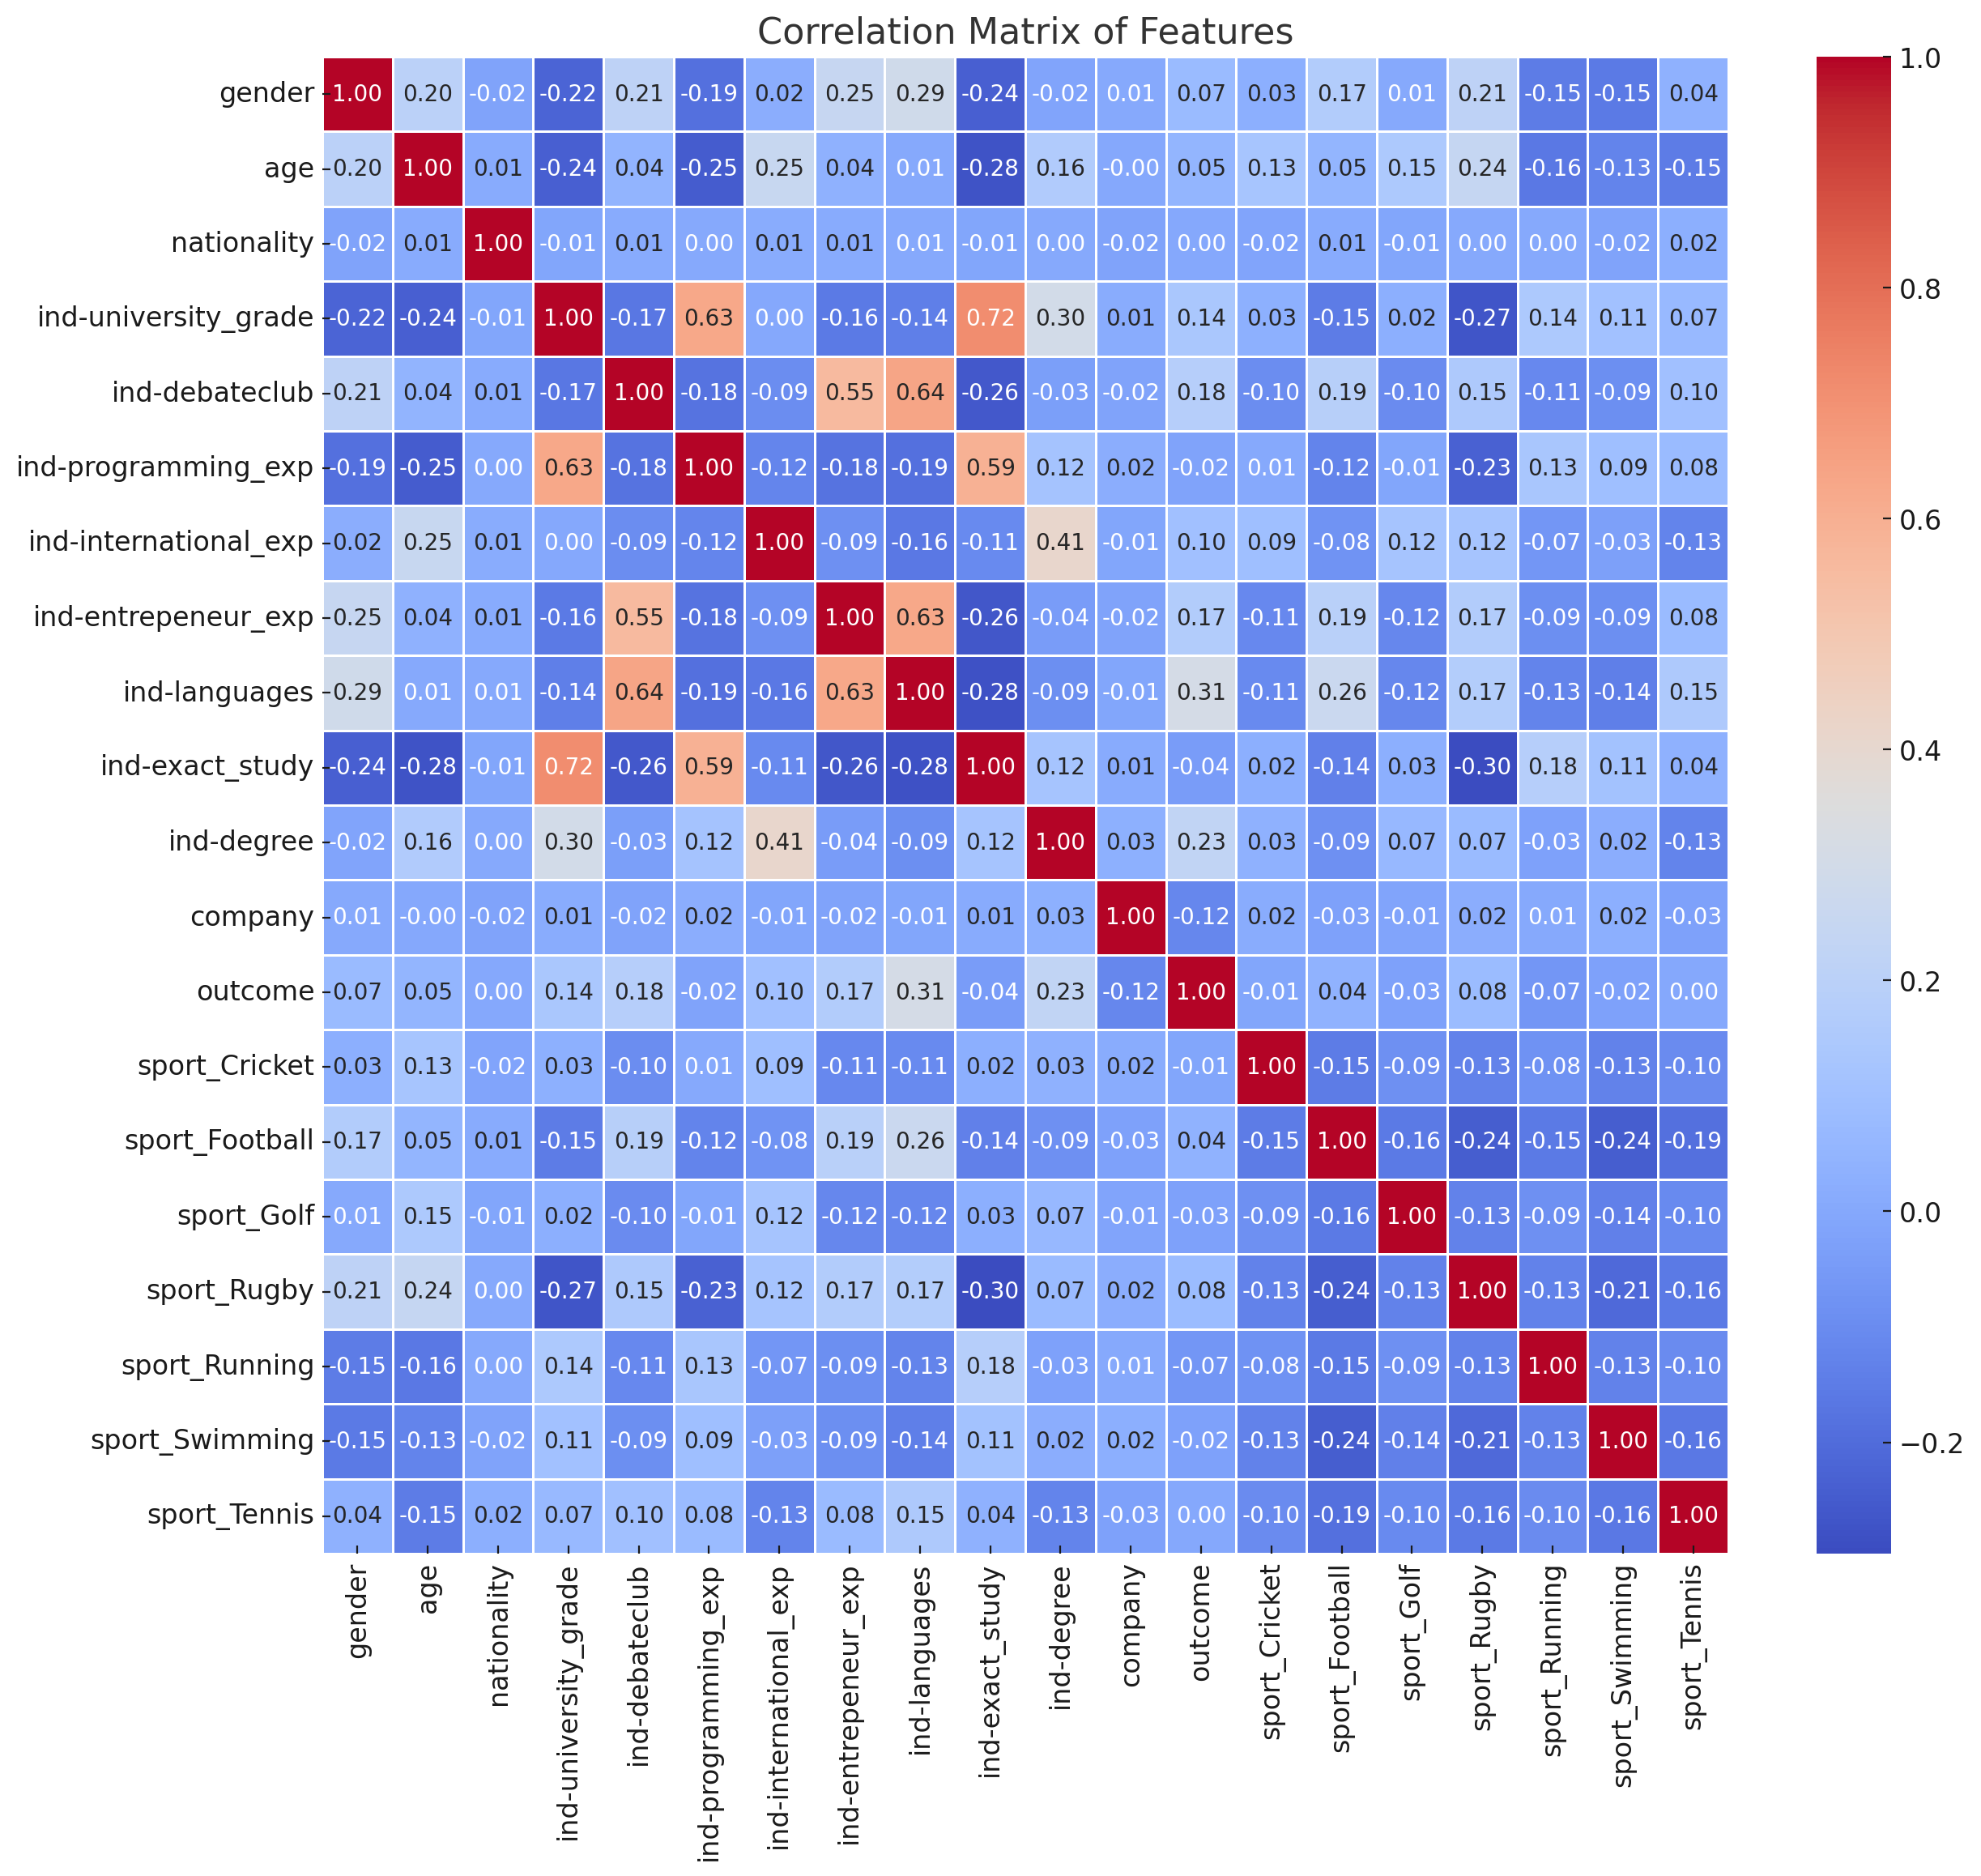 Correlation Matrix of Features
gender 1.00 0.20 -0.02 -0.22 0.21 -0.19 0.02 0.25 0.29 -0.24 -0.02 0.01 0.07 0.03 0.17 0.01 0.21 -0.15 -0.15 0.04
age 0.20 1.00 0.01 -0.24 0.04 -0.25 0.25 0.04 0.01 -0.28 0.16 -0.00 0.05 0.13 0.05 0.15 0.24 -0.16 -0.13 -0.15
nationality -0.02 0.01 1.00 -0.01 0.01 0.00 0.01 0.01 0.01 -0.01 0.00 -0.02 0.00 -0.02 0.01 -0.01 0.00 0.00 -0.02 0.02
ind-university_grade -0.22 -0.24 -0.01 1.00 -0.17 0.63 0.00 -0.16 -0.14 0.72 0.30 0.01 0.14 0.03 -0.15 0.02 -0.27 0.14 0.11 0.07
ind-debateclub 0.21 0.04 0.01 -0.17 1.00 -0.18 -0.09 0.55 0.64 -0.26 -0.03 -0.02 0.18 -0.10 0.19 -0.10 0.15 -0.11 -0.09 0.10
ind-programming_exp -0.19 -0.25 0.00 0.63 -0.18 1.00 -0.12 -0.18 -0.19 0.59 0.12 0.02 -0.02 0.01 -0.12 -0.01 -0.23 0.13 0.09 0.08
ind-international_exp 0.02 0.25 0.01 0.00 -0.09 -0.12 1.00 -0.09 -0.16 -0.11 0.41 -0.01 0.10 0.09 -0.08 0.12 0.12 -0.07 -0.03 -0.13
ind-entrepeneur_exp 0.25 0.04 0.01 -0.16 0.55 -0.18 -0.09 1.00 0.63 -0.26 -0.04 -0.02 0.17 -0.11 0.19 -0.12 0.17 -0.09 -0.09 0.08
ind-languages 0.29 0.01 0.01 -0.14 0.64 -0.19 -0.16 0.63 1.00 -0.28 -0.09 -0.01 0.31 -0.11 0.26 -0.12 0.17 -0.13 -0.14 0.15
ind-exact_study -0.24 -0.28 -0.01 0.72 -0.26 0.59 -0.11 -0.26 -0.28 1.00 0.12 0.01 -0.04 0.02 -0.14 0.03 -0.30 0.18 0.11 0.04
ind-degree -0.02 0.16 0.00 0.30 -0.03 0.12 0.41 -0.04 -0.09 0.12 1.00 0.03 0.23 0.03 -0.09 0.07 0.07 -0.03 0.02 -0.13
company 0.01 -0.00 -0.02 0.01 -0.02 0.02 -0.01 -0.02 -0.01 0.01 0.03 1.00 -0.12 0.02 -0.03 -0.01 0.02 0.01 0.02 -0.03
outcome 0.07 0.05 0.00 0.14 0.18 -0.02 0.10 0.17 0.31 -0.04 0.23 -0.12 1.00 -0.01 0.04 -0.03 0.08 -0.07 -0.02 0.00
sport_Cricket 0.03 0.13 -0.02 0.03 -0.10 0.01 0.09 -0.11 -0.11 0.02 0.03 0.02 -0.01 1.00 -0.15 -0.09 -0.13 -0.08 -0.13 -0.10
sport_Football 0.17 0.05 0.01 -0.15 0.19 -0.12 -0.08 0.19 0.26 -0.14 -0.09 -0.03 0.04 -0.15 1.00 -0.16 -0.24 -0.15 -0.24 -0.19
sport_Golf 0.01 0.15 -0.01 0.02 -0.10 -0.01 0.12 -0.12 -0.12 0.03 0.07 -0.01 -0.03 -0.09 -0.16 1.00 -0.13 -0.09 -0.14 -0.10
sport_Rugby 0.21 0.24 0.00 -0.27 0.15 -0.23 0.12 0.17 0.17 -0.30 0.07 0.02 0.08 -0.13 -0.24 -0.13 1.00 -0.13 -0.21 -0.16
sport_Running -0.15 -0.16 0.00 0.14 -0.11 0.13 -0.07 -0.09 -0.13 0.18 -0.03 0.01 -0.07 -0.08 -0.15 -0.09 -0.13 1.00 -0.13 -0.10
sport_Swimming -0.15 -0.13 -0.02 0.11 -0.09 0.09 -0.03 -0.09 -0.14 0.11 0.02 0.02 -0.02 -0.13 -0.24 -0.14 -0.21 -0.13 1.00 -0.16
sport_Tennis 0.04 -0.15 0.02 0.07 0.10 0.08 -0.13 0.08 0.15 0.04 -0.13 -0.03 0.00 -0.10 -0.19 -0.10 -0.16 -0.10 -0.16 1.00
gender
age
nationality
ind-university_grade
ind-debateclub
ind-programming_exp
ind-international_exp
ind-entrepeneur_exp
ind-languages
ind-exact_study
ind-degree
company
outcome
sport_Cricket
sport_Football
sport_Golf
sport_Rugby
sport_Running
sport_Swimming
sport_Tennis
1.0
0.8
0.6
0.4
0.2
0.0
−0.2